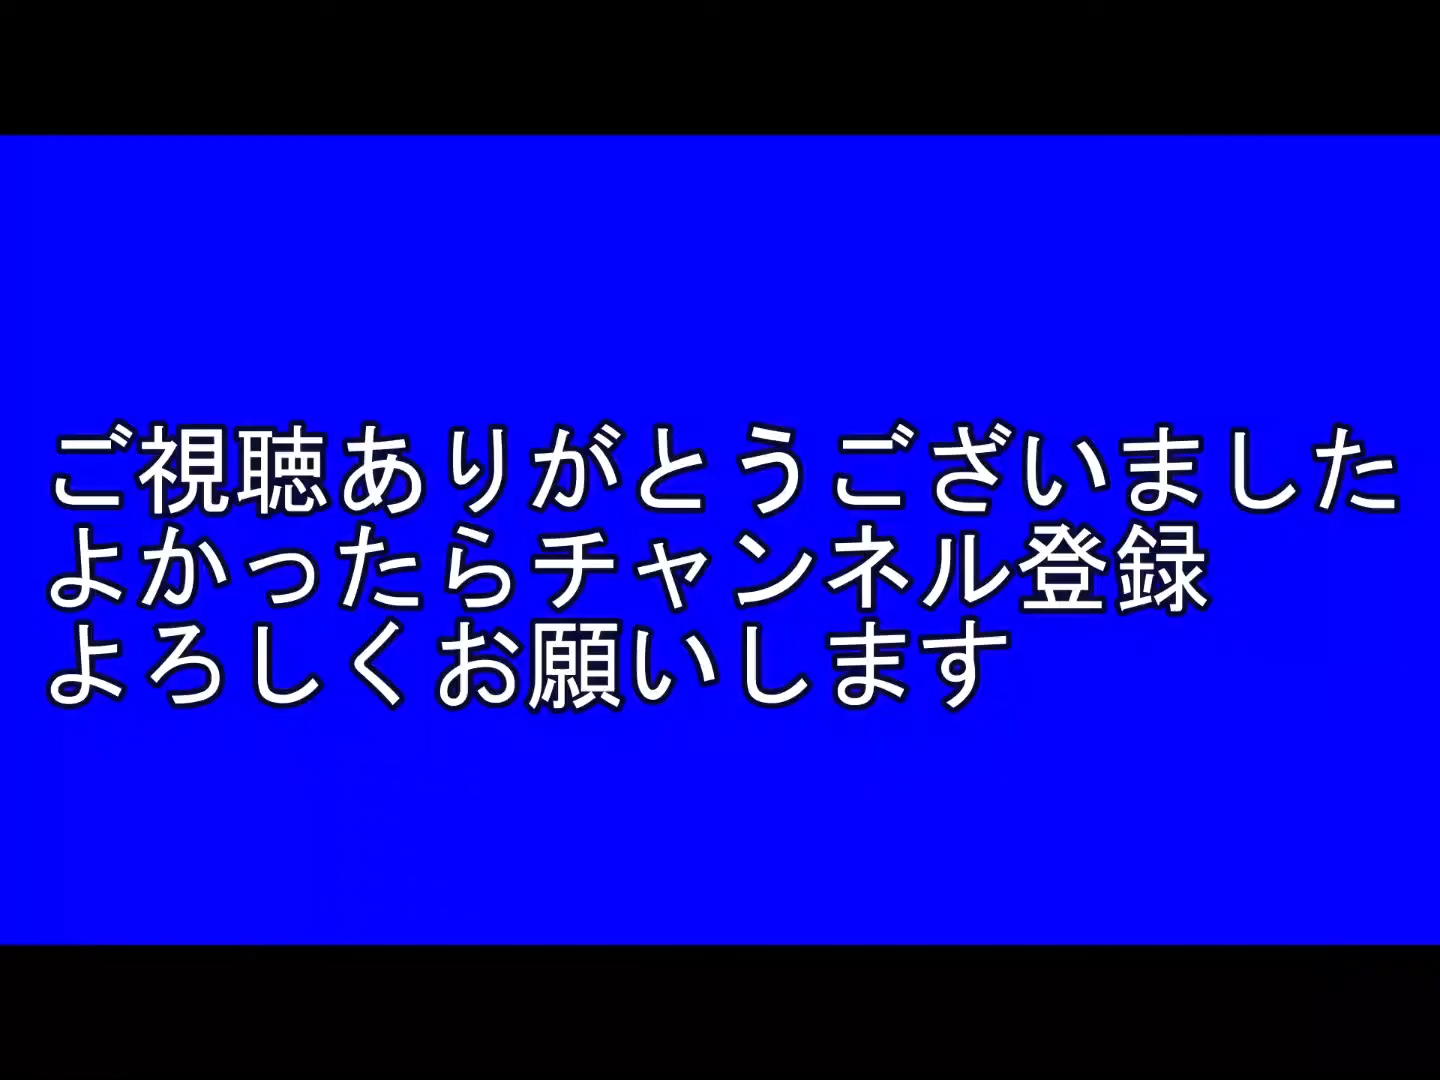 ご視聴ありがとうございました
よかったらチャンネル登録
よろしくお願いします